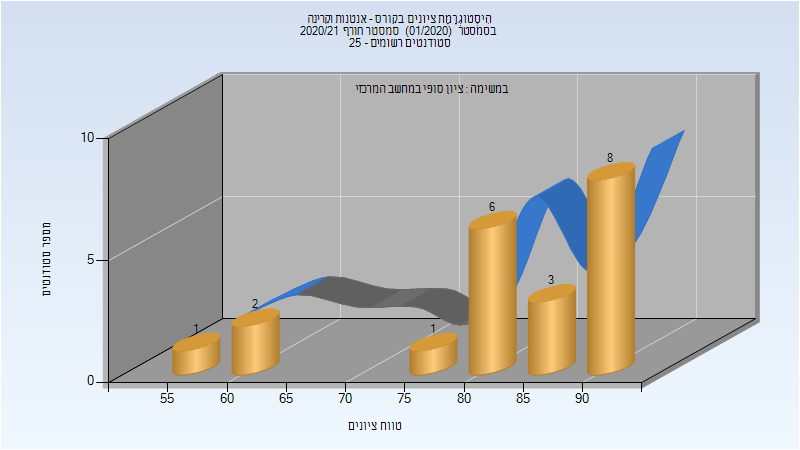 היסטוגרמת ציונים בקורס - אנטנות וקרינה
בסמסטר (01/2020) סמסטר חורף 2020/21
סטודנטים רשומים - 25
במשימה : ציון סופי במחשב המרכזי
10
5
0
מספר סטודנטים
1
2
1
6
3
8
55
60
65
70
75
80
85
90
טווח ציונים